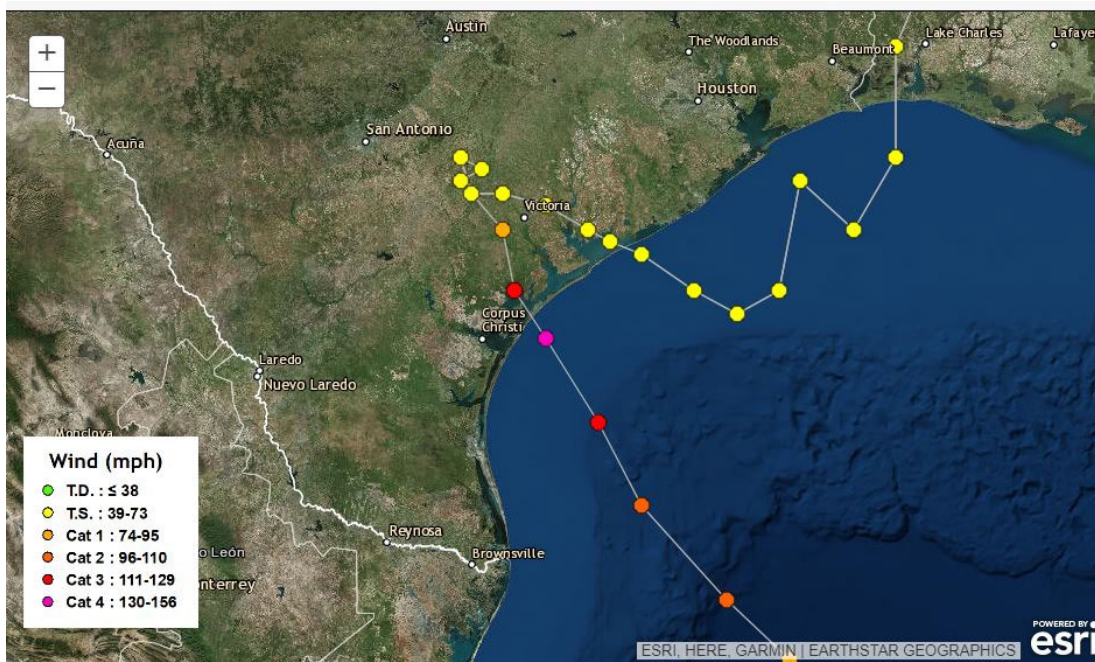 +
−
Austin
The Woodlands
Lake Charles
Lafaye
Beaumont
Houston
San Antonio
Acuña
Victoria
Corpus
Christi
Laredo
Nuevo Laredo
Monclova
Reynosa
Brownsville
o León
onterrey
Wind (mph)
T.D. : ≤ 38
T.S. : 39-73
Cat 1 : 74-95
Cat 2 : 96-110
Cat 3 : 111-129
Cat 4 : 130-156
POWERED BY
esri
ESRI, HERE, GARMIN | EARTHSTAR GEOGRAPHICS